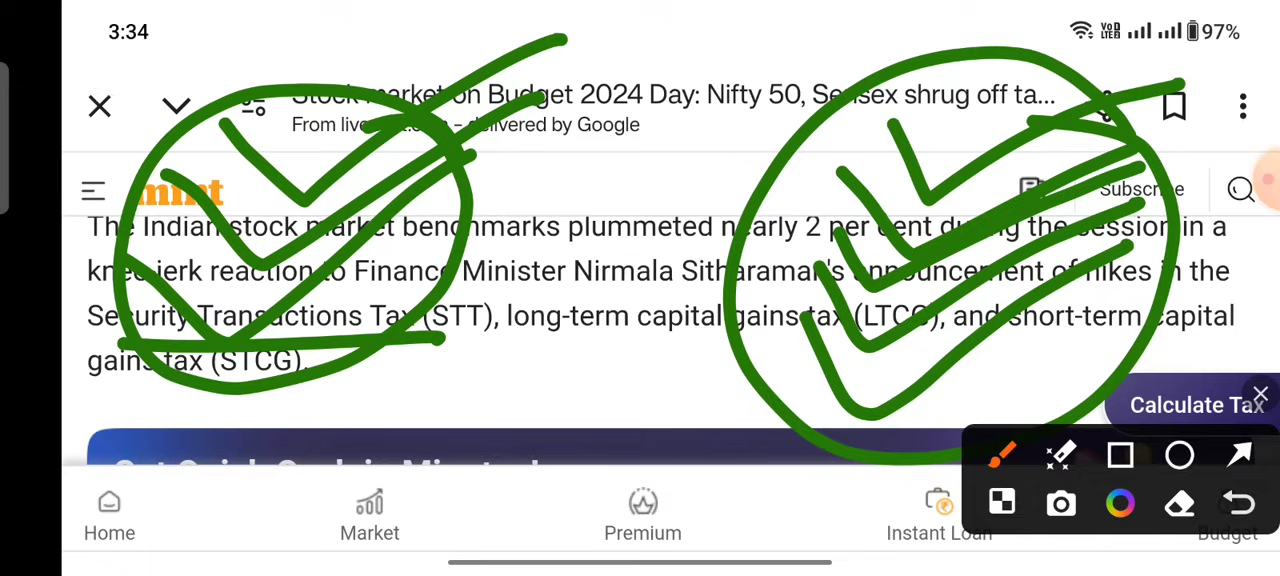 3:34
97%
Stock market on Budget 2024 Day: Nifty 50, Sensex shrug off ta...
delivered by Google
mint
Subscribe
The Indian stock market benchmarks plummeted nearly 2 per cent during the session in a
knee-jerk reaction to Finance Minister Nirmala Sitharaman's announcement of hikes in the
Security Transactions Tax (STT), long-term capital gains tax (LTCG), and short-term capital
gains tax (STCG).
Calculate Tax
Home
Market
Premium
Instant Loan
Budget